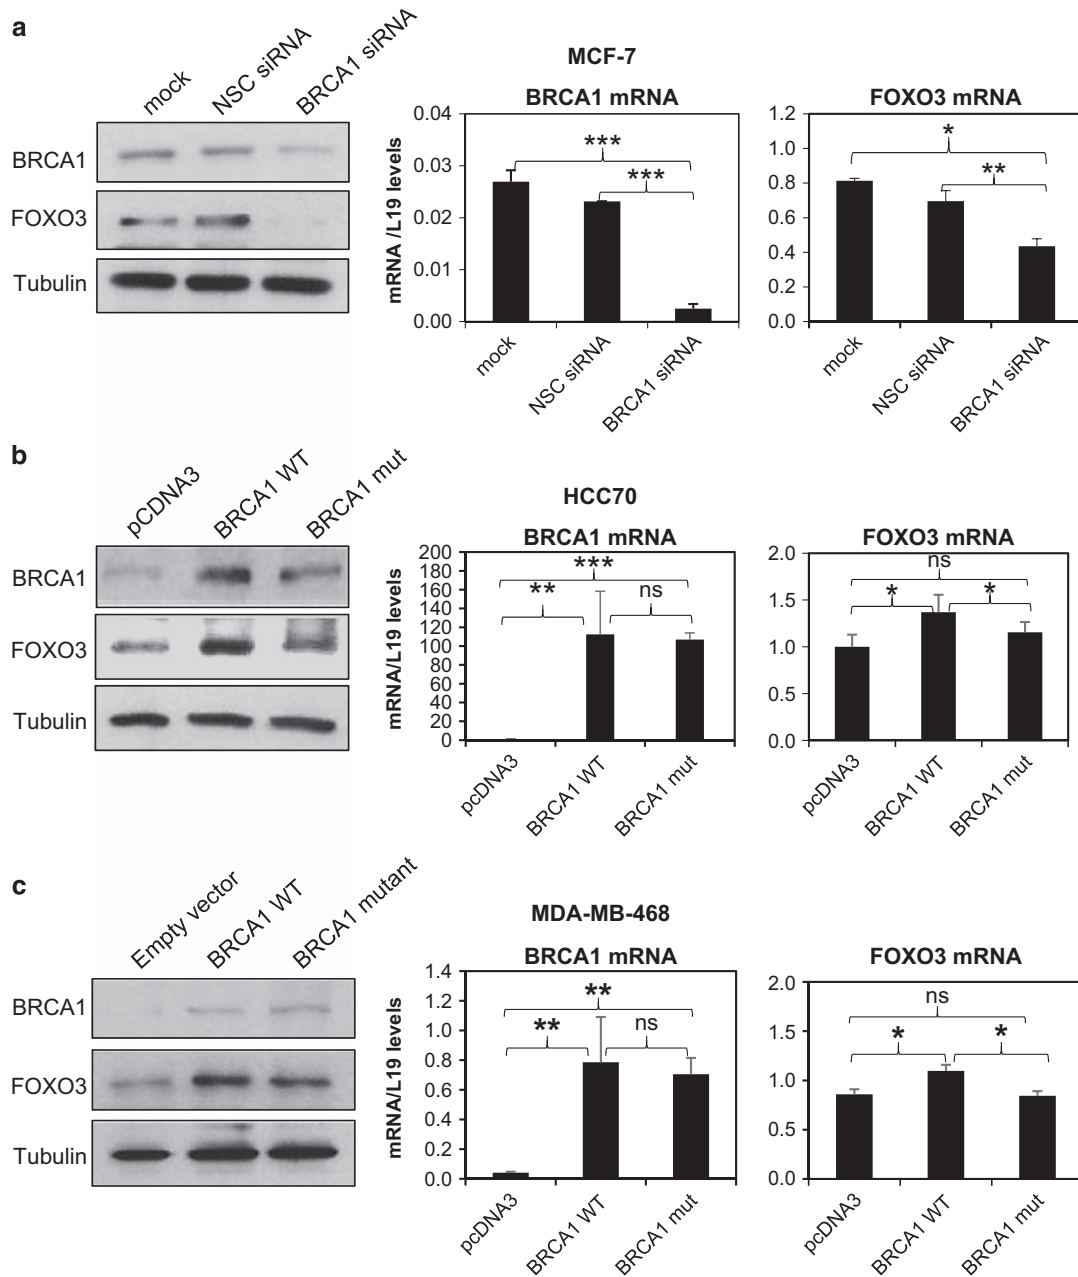 a
mock
NSC siRNA
BRCA1 siRNA
BRCA1
FOXO3
Tubulin
MCF-7
BRCA1 mRNA
mRNA /L19 levels
0.04
0.03
0.02
0.01
0.00
***
***
mock
NSC siRNA
BRCA1 siRNA
FOXO3 mRNA
1.2
1.0
0.8
0.6
0.4
0.2
0.0
*
**
mock
NSC siRNA
BRCA1 siRNA
b
pCDNA3
BRCA1 WT
BRCA1 mut
BRCA1
FOXO3
Tubulin
HCC70
BRCA1 mRNA
mRNA/L19 levels
200
180
160
140
120
100
80
60
40
20
0
***
**
ns
pcDNA3
BRCA1 WT
BRCA1 mut
FOXO3 mRNA
2.0
1.5
1.0
0.5
0.0
ns
*
*
pcDNA3
BRCA1 WT
BRCA1 mut
c
Empty vector
BRCA1 WT
BRCA1 mutant
BRCA1
FOXO3
Tubulin
MDA-MB-468
BRCA1 mRNA
mRNA/L19 levels
1.4
1.2
1.0
0.8
0.6
0.4
0.2
0.0
**
**
ns
pcDNA3
BRCA1 WT
BRCA1 mut
FOXO3 mRNA
2.0
1.5
1.0
0.5
0.0
ns
*
*
pcDNA3
BRCA1 WT
BRCA1 mut